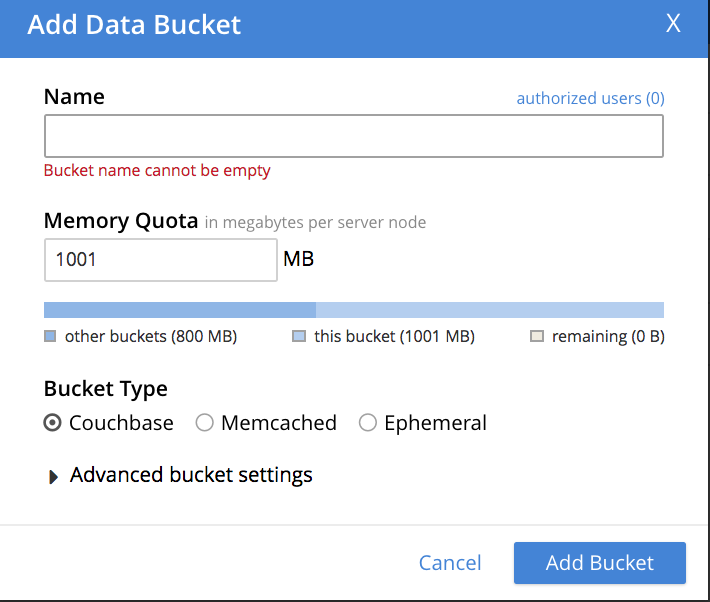 Add Data Bucket X
Name authorized users (0)
Bucket name cannot be empty
Memory Quota in megabytes per server node
1001 MB
other buckets (800 MB) this bucket (1001 MB) remaining (0 B)
Bucket Type
Couchbase Memcached Ephemeral
Advanced bucket settings
Cancel Add Bucket